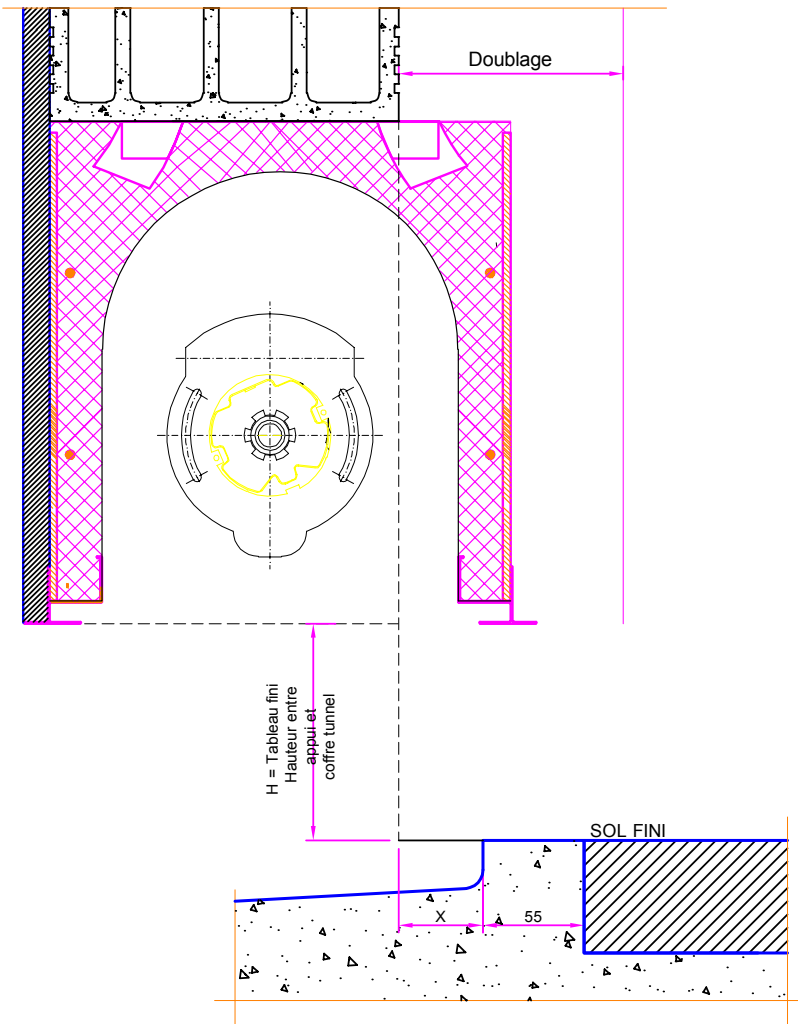 Doublage
H = Tableau fini
Hauteur entre
appui et
coffre tunnel
SOL FINI
X
55